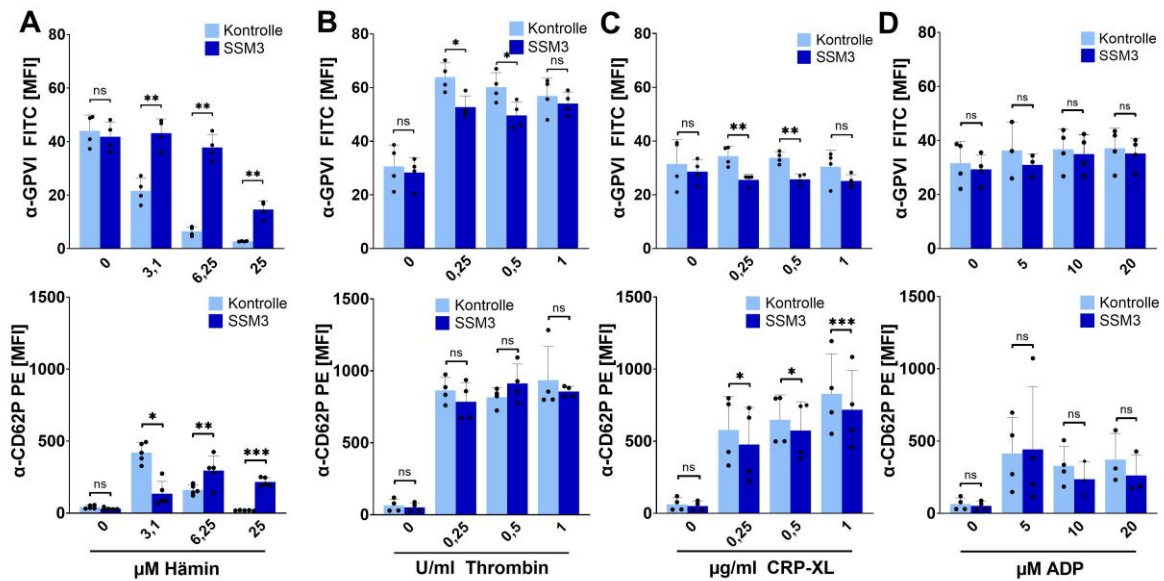 A
B
C
D
Kontrolle
SSM3
Kontrolle
SSM3
Kontrolle
SSM3
Kontrolle
SSM3
α-GPVI FITC [MFI]
80
60
40
20
0
ns
**
**
**
0
3,1
6,25
25
α-GPVI FITC [MFI]
80
60
40
20
0
ns
*
*
ns
0
0,25
0,5
1
α-GPVI FITC [MFI]
80
60
40
20
0
ns
**
**
ns
0
0,25
0,5
1
α-GPVI FITC [MFI]
80
60
40
20
0
ns
ns
ns
ns
0
5
10
20
α-CD62P PE [MFI]
1500
1000
500
0
Kontrolle
SSM3
ns
*
**
***
0
3,1
6,25
25
µM Hämin
α-CD62P PE [MFI]
1500
1000
500
0
Kontrolle
SSM3
ns
ns
ns
ns
0
0,25
0,5
1
U/ml Thrombin
α-CD62P PE [MFI]
1500
1000
500
0
Kontrolle
SSM3
ns
*
*
***
0
0,25
0,5
1
µg/ml CRP-XL
α-CD62P PE [MFI]
1500
1000
500
0
Kontrolle
SSM3
ns
ns
ns
ns
0
5
10
20
µM ADP